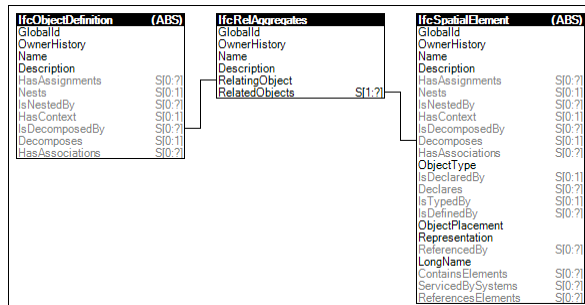 IfcObjectDefinition (ABS)
GlobalId
OwnerHistory
Name
Description
HasAssignments S[0:?]
Nests S[0:1]
IsNestedBy S[0:?]
HasContext S[0:1]
IsDecomposedBy S[0:?]
Decomposes S[0:1]
HasAssociations S[0:?]
IfcRelAggregates
GlobalId
OwnerHistory
Name
Description
RelatingObject
RelatedObjects S[1:?]
IfcSpatialElement (ABS)
GlobalId
OwnerHistory
Name
Description
HasAssignments S[0:?]
Nests S[0:1]
IsNestedBy S[0:?]
HasContext S[0:1]
IsDecomposedBy S[0:?]
Decomposes S[0:1]
HasAssociations S[0:?]
ObjectType
IsDeclaredBy S[0:1]
Declares S[0:?]
IsTypedBy S[0:1]
IsDefinedBy S[0:?]
ObjectPlacement
Representation
ReferencedBy S[0:?]
LongName
ContainsElements S[0:?]
ServicedBySystems S[0:?]
ReferencesElements S[0:?]